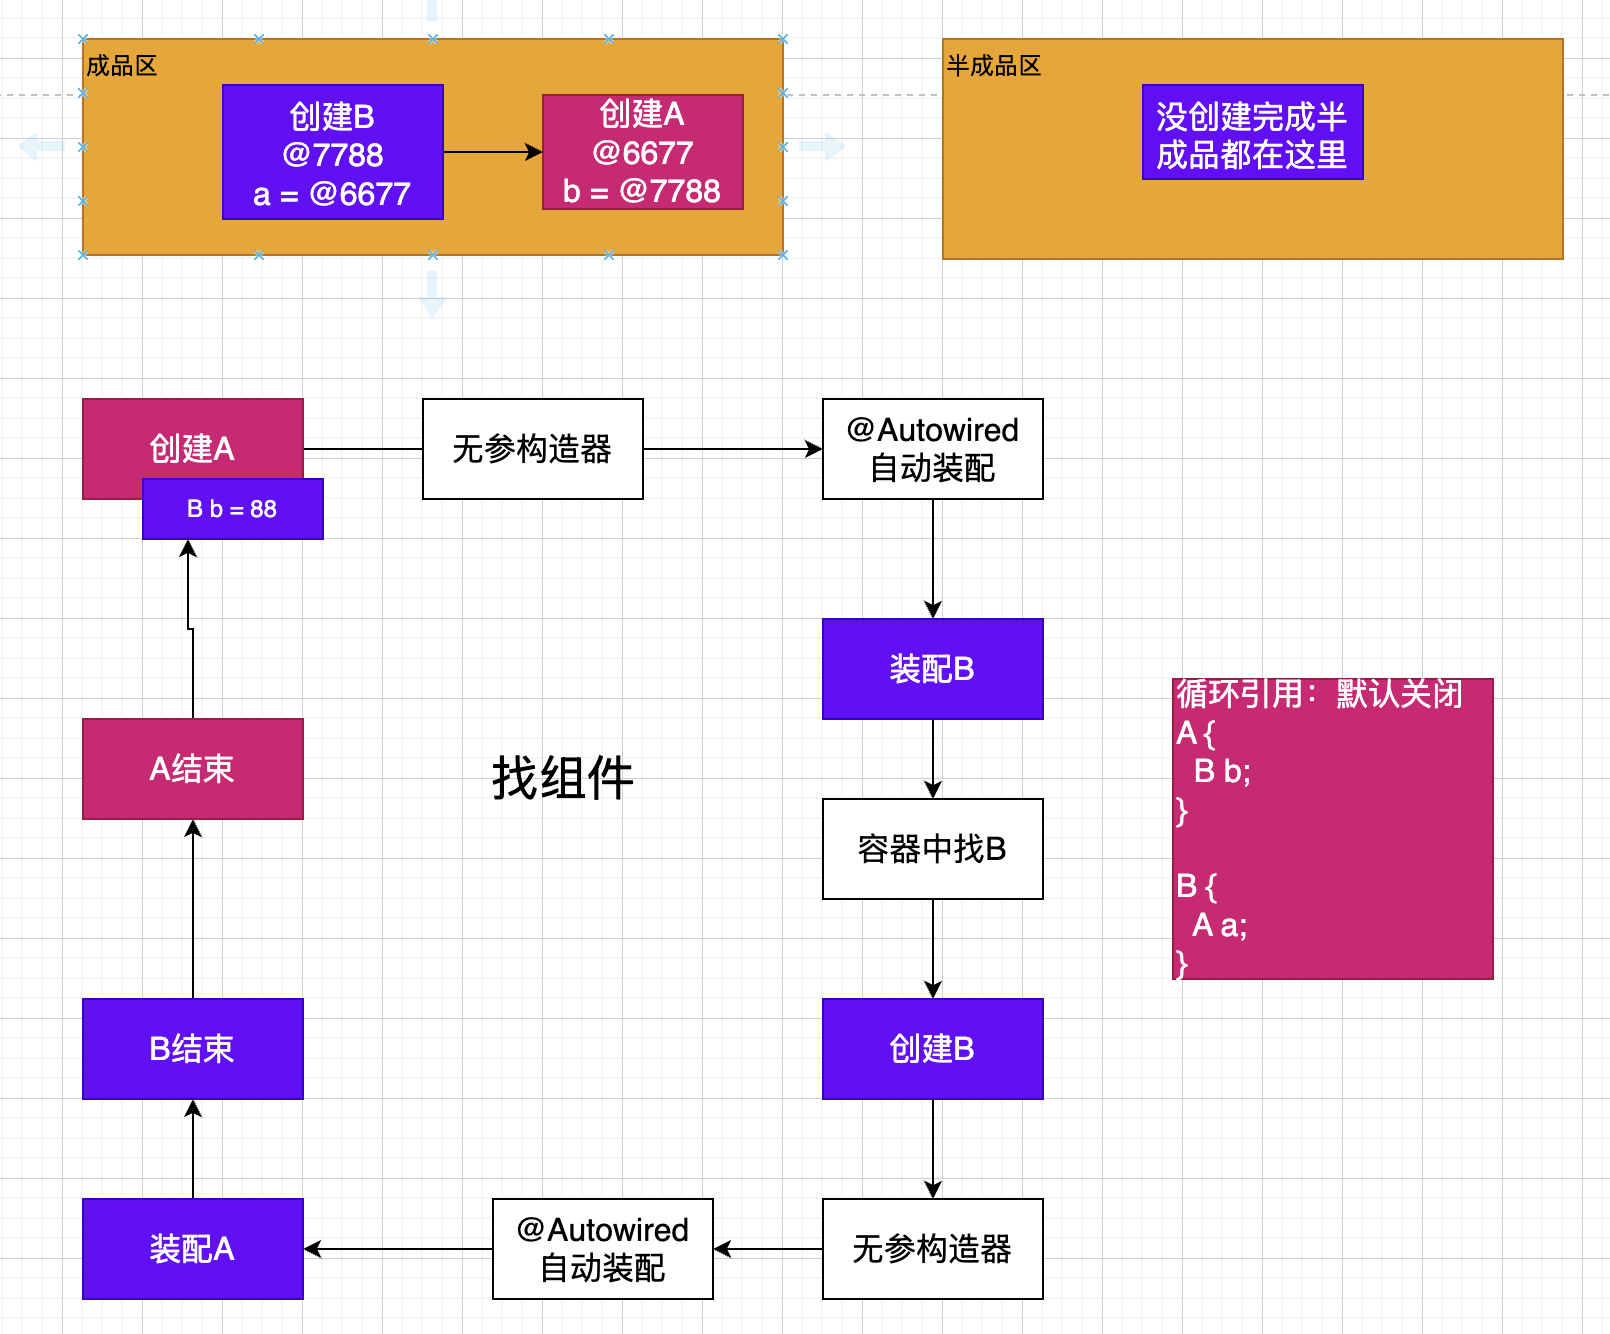 成品区
创建B
@7788
a = @6677
创建A
@6677
b = @7788
半成品区
没创建完成半
成品都在这里
创建A
B b = 88
无参构造器
@Autowired
自动装配
装配B
容器中找B
创建B
无参构造器
@Autowired
自动装配
装配A
B结束
A结束
找组件
循环引用：默认关闭
A {
  B b;
}
B {
  A a;
}